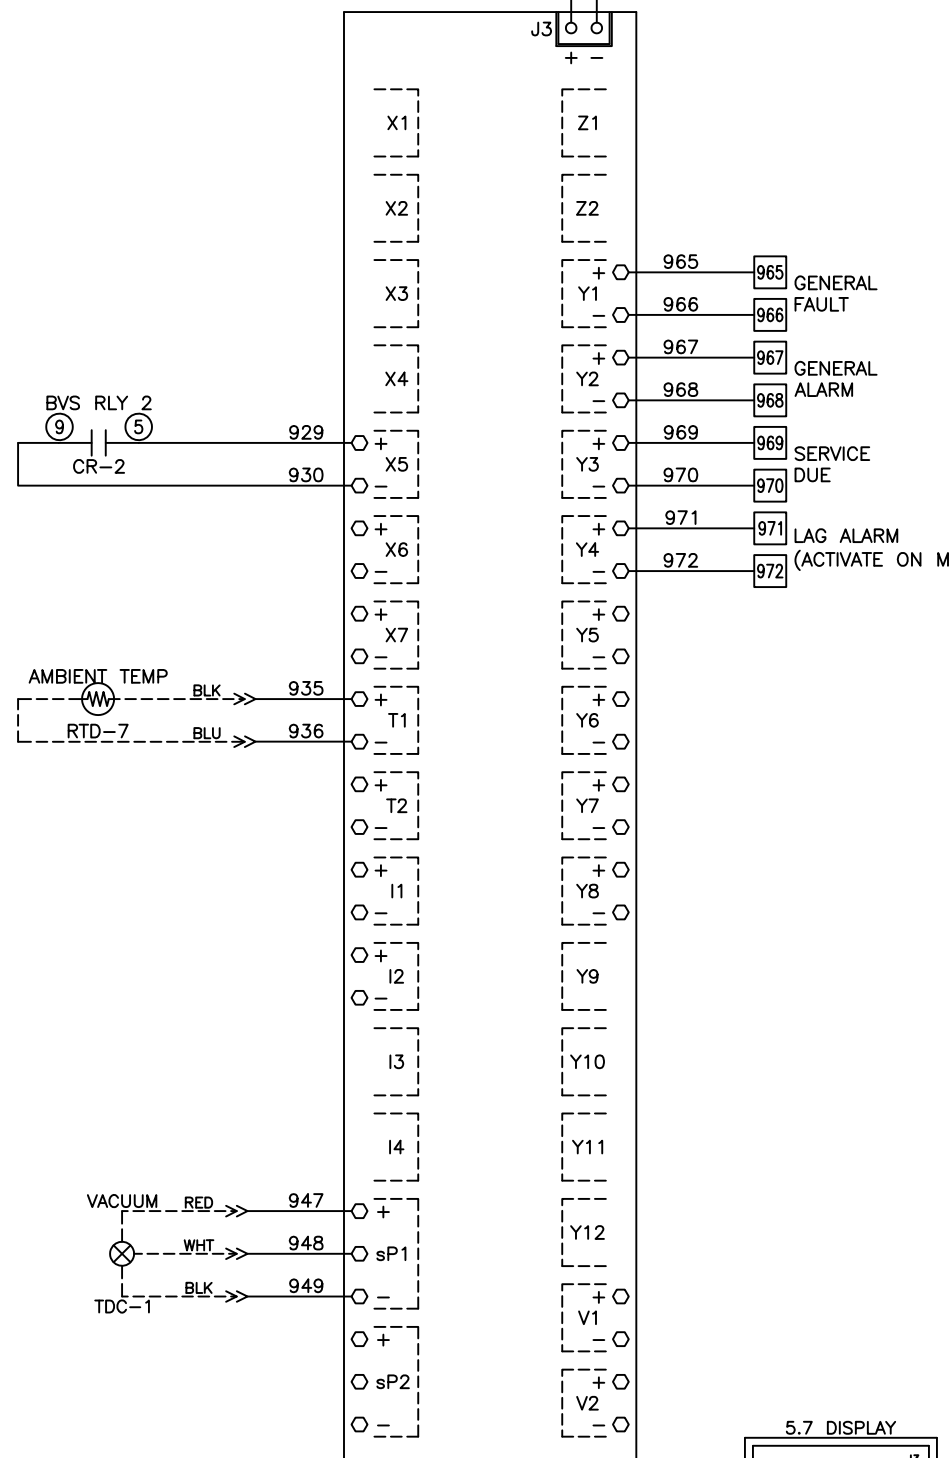 J3
+ −
X1 Z1
X2 Z2
X3 + Y1 − 965 965 GENERAL
966 966 FAULT
X4 + Y2 − 967 967 GENERAL
968 968 ALARM
BVS RLY 2
9 5
CR−2
929 + X5 −
930
+ Y3 − 969 969 SERVICE
970 970 DUE
+ X6 −
+ Y4 − 971 971 LAG ALARM
972 972 (ACTIVATE ON M
+ X7 − + Y5 −
AMBIENT TEMP
BLK 935 + T1 −
RTD−7 BLU 936
+ Y6 −
+ T2 − + Y7 −
+ I1 − + Y8 −
+ I2 − Y9
I3 Y10
I4 Y11
VACUUM RED 947 +
WHT 948 sP1
BLK 949 −
TDC−1
Y12
+ V1 −
+
sP2
−
+ V2 −
5.7 DISPLAY